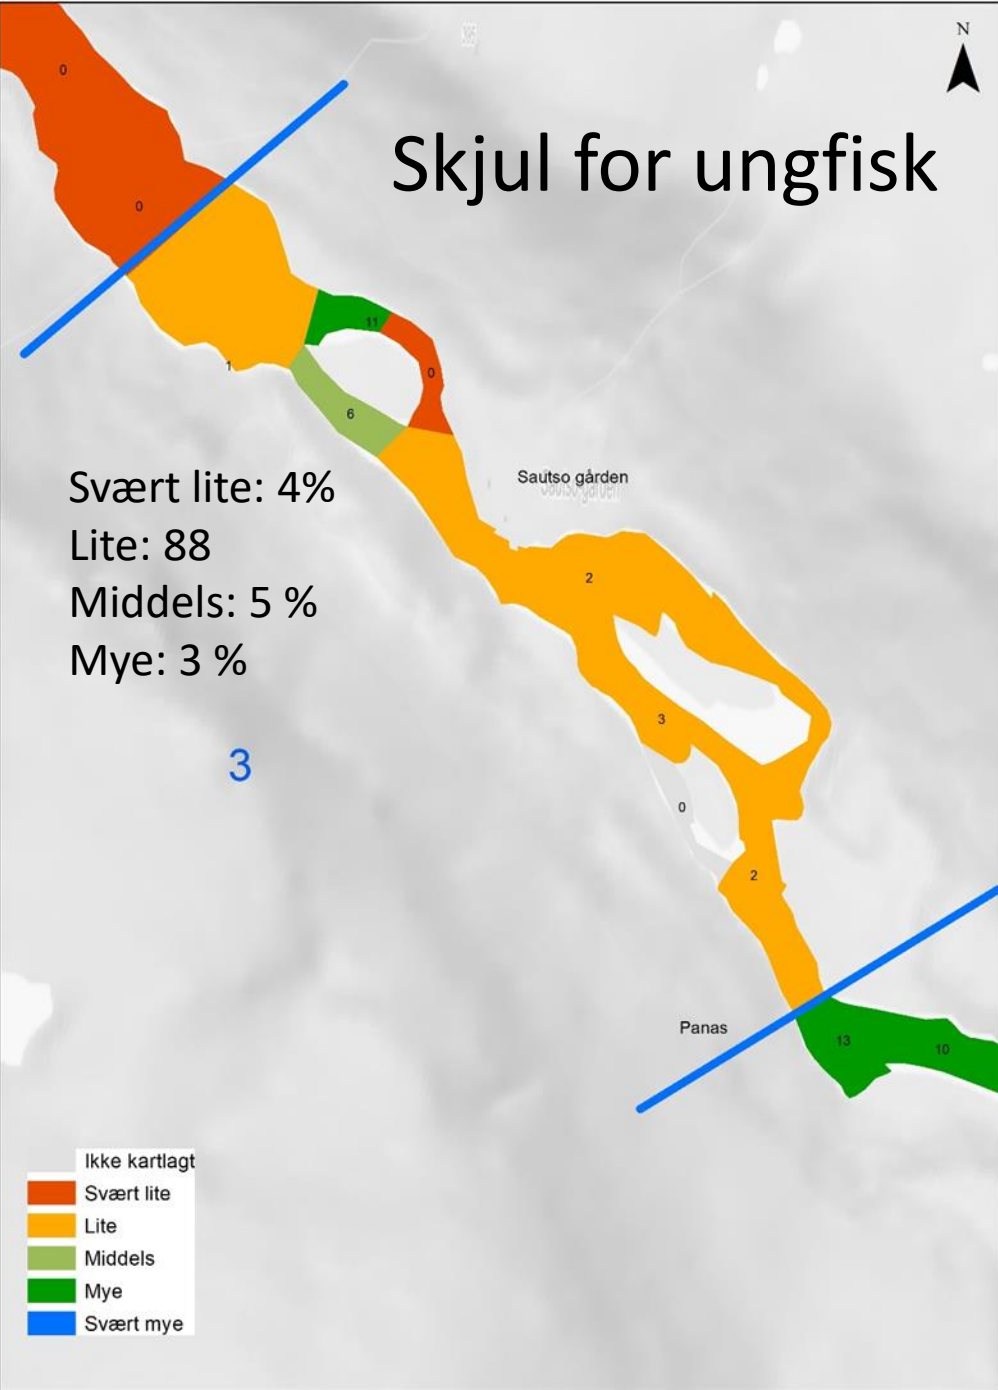 N
0
Skjul for ungfisk
0
11
1
0
6
Sautso gården
Svært lite: 4%
Lite: 88
Middels: 5 %
Mye: 3 %
2
3
3
0
2
Panas
13
10
Ikke kartlagt
Svært lite
Lite
Middels
Mye
Svært mye